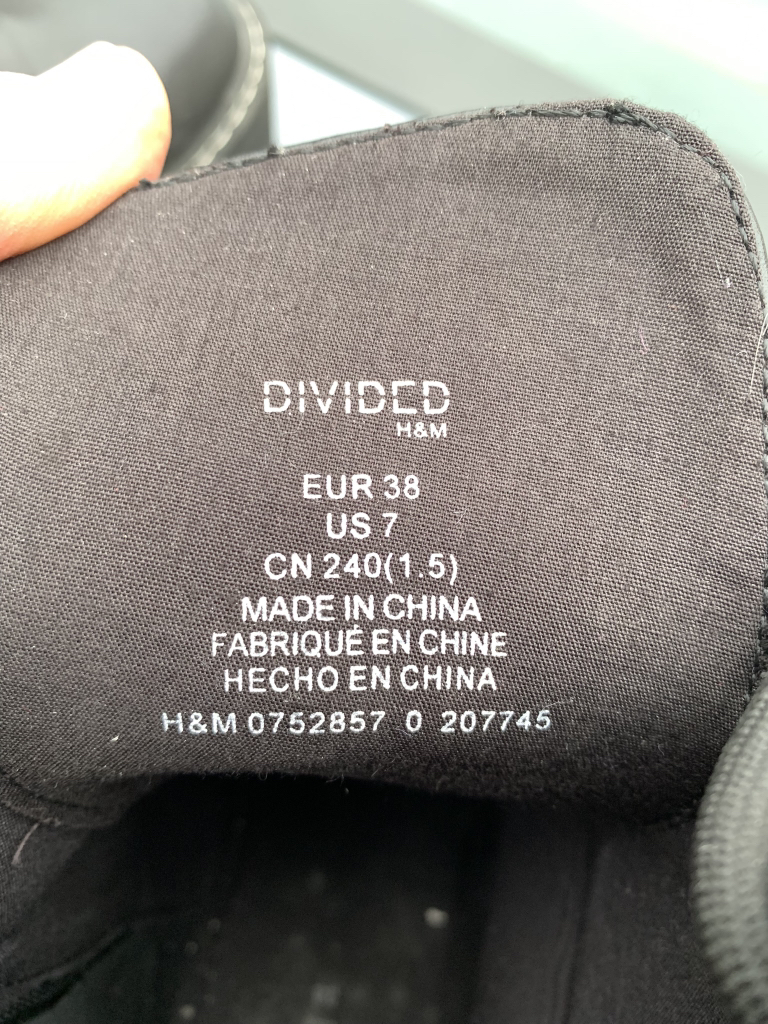 DIVIDED
H&M
EUR 38
US 7
CN 240(1.5)
MADE IN CHINA
FABRIQUÉ EN CHINE
HECHO EN CHINA
H&M 0752857 0 207745